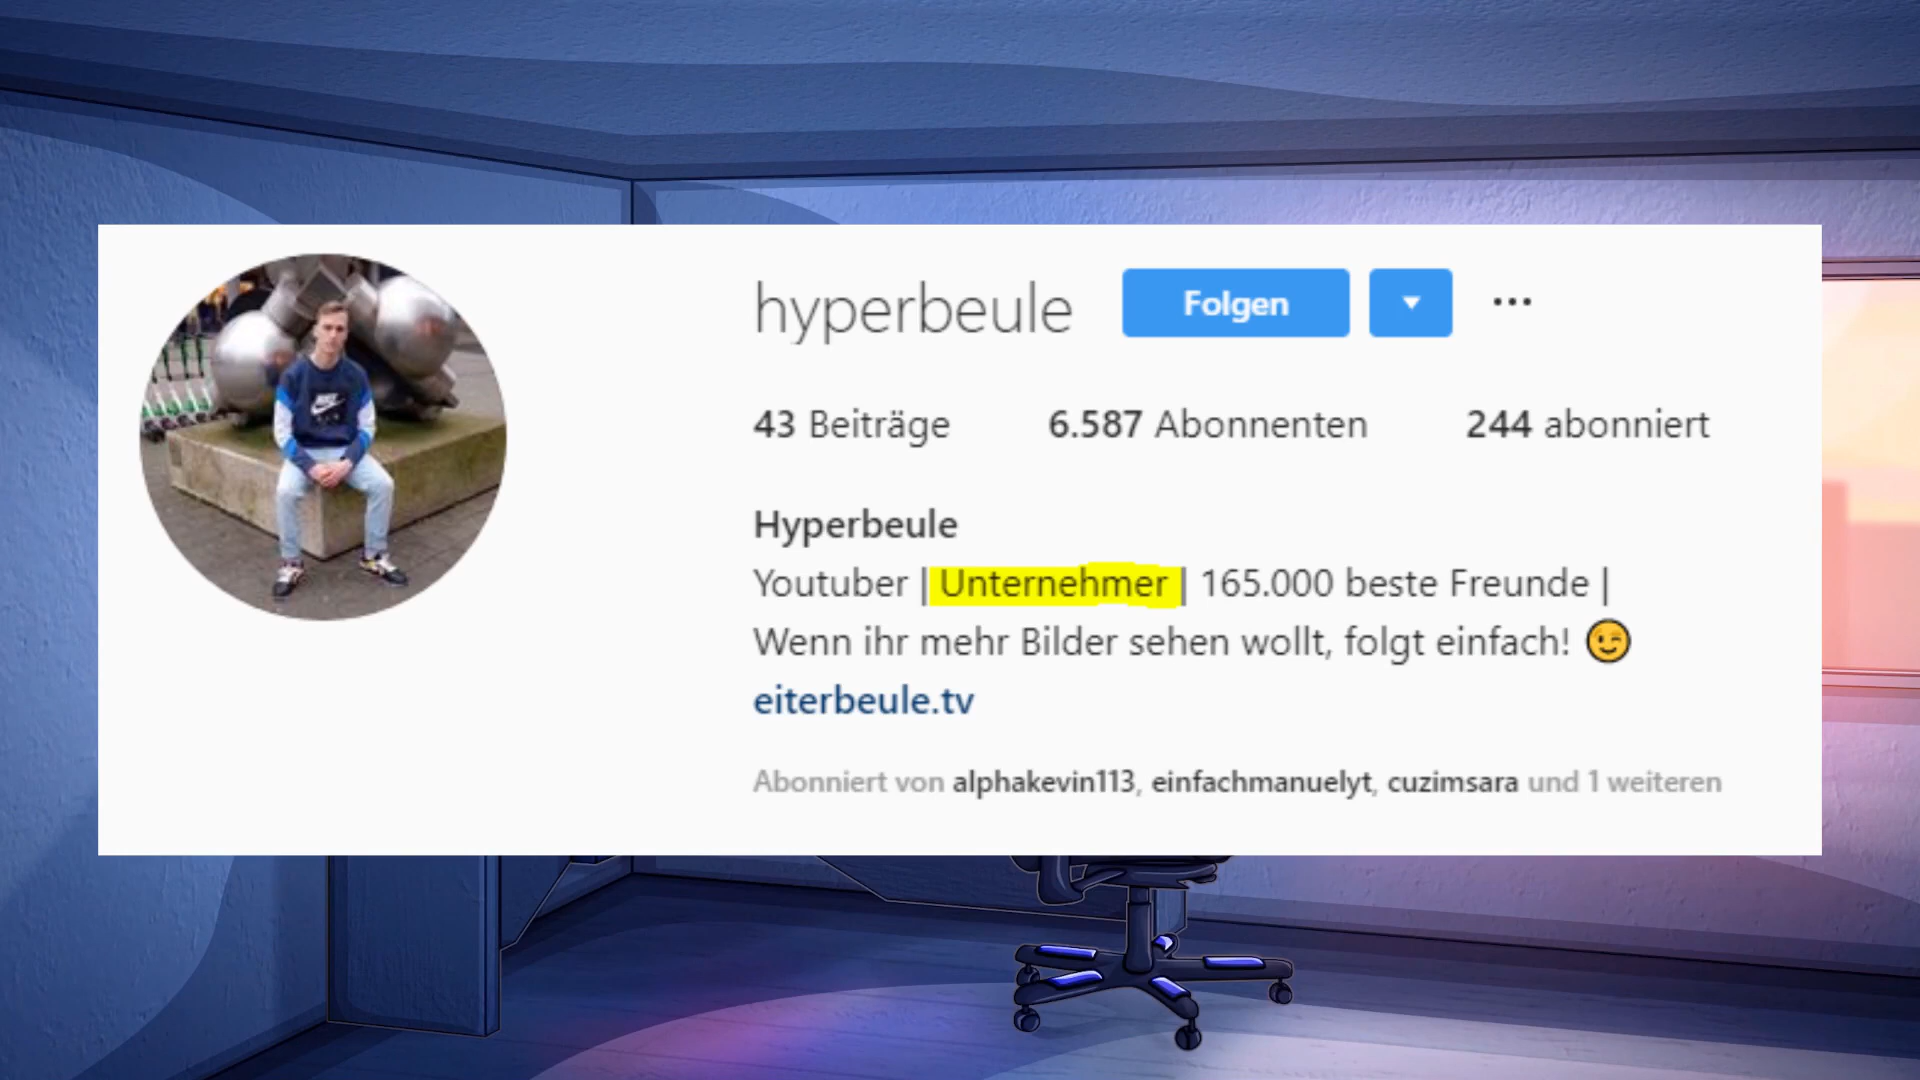 hyperbeule Folgen ...
43 Beiträge 6.587 Abonnenten 244 abonniert
Hyperbeule
Youtuber | Unternehmer | 165.000 beste Freunde |
Wenn ihr mehr Bilder sehen wollt, folgt einfach! 😉
eiterbeule.tv
Abonniert von alphakevin113, einfachmanuelyt, cuzimsara und 1 weiteren